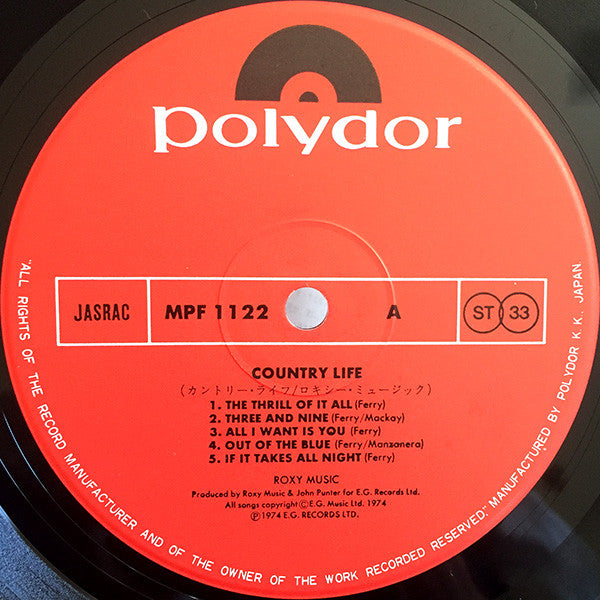 polydor
JASRAC
MPF 1122
A
ST 33
COUNTRY LIFE
(カントリー・ライフ/ロキシー・ミュージック)
1. THE THRILL OF IT ALL (Ferry)
2. THREE AND NINE (Ferry/Mackay)
3. ALL I WANT IS YOU (Ferry)
4. OUT OF THE BLUE (Ferry/Manzanera)
5. IF IT TAKES ALL NIGHT (Ferry)
ROXY MUSIC
Produced by Roxy Music & John Punter for E.G. Records Ltd.
All songs copyright Ⓒ E.G. Music Ltd. 1974
Ⓟ 1974 E.G. RECORDS LTD.
"ALL RIGHTS OF THE RECORD MANUFACTURER AND OF THE OWNER OF THE WORK RECORDED RESERVED," MANUFACTURED BY POLYDOR K.K., JAPAN.